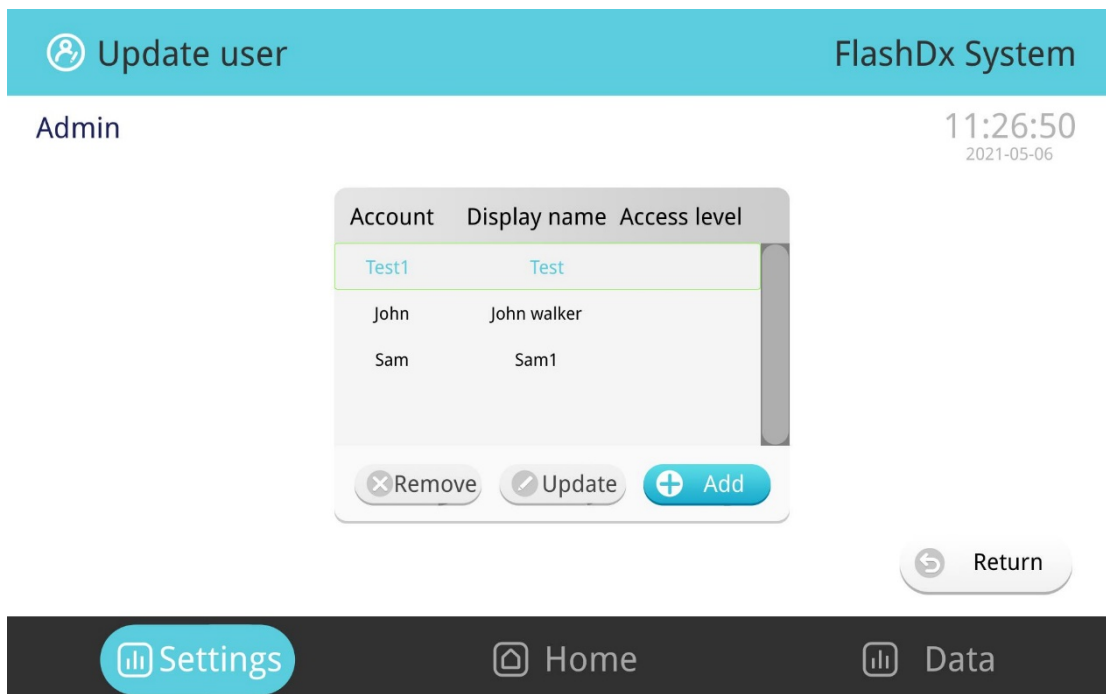 Update user FlashDx System
Admin 11:26:50
2021-05-06
Account Display name Access level
Test1 Test
John John walker
Sam Sam1
Remove Update Add
Return
Settings Home Data